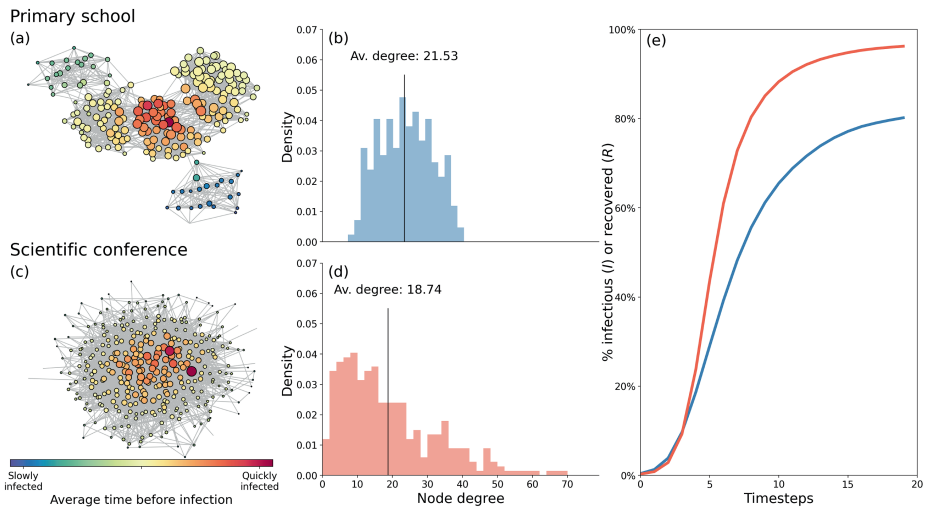 Primary school
(a)
(b)
Av. degree: 21.53
0.07
0.06
0.05
0.04
0.03
0.02
0.01
0.00
Density
Scientific conference
(c)
Slowly
infected
Quickly
infected
Average time before infection
(d)
Av. degree: 18.74
0.07
0.06
0.05
0.04
0.03
0.02
0.01
0.00
Density
0 10 20 30 40 50 60 70
Node degree
(e)
100%
80%
60%
40%
20%
0%
% infectious (I) or recovered (R)
0 5 10 15 20
Timesteps